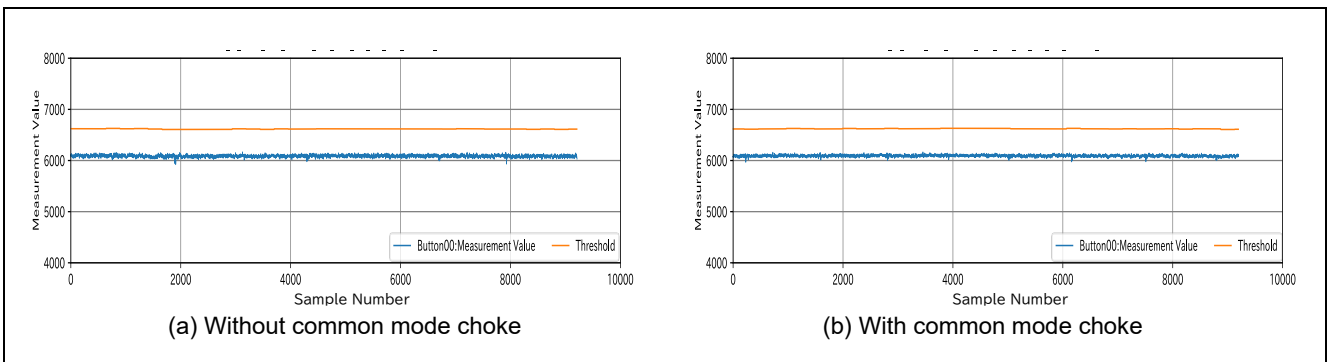 8000
7000
6000
5000
4000
Measurement Value
Button00:Measurement Value
Threshold
0
2000
4000
6000
8000
10000
Sample Number
(a) Without common mode choke
8000
7000
6000
5000
4000
Measurement Value
Button00:Measurement Value
Threshold
0
2000
4000
6000
8000
10000
Sample Number
(b) With common mode choke